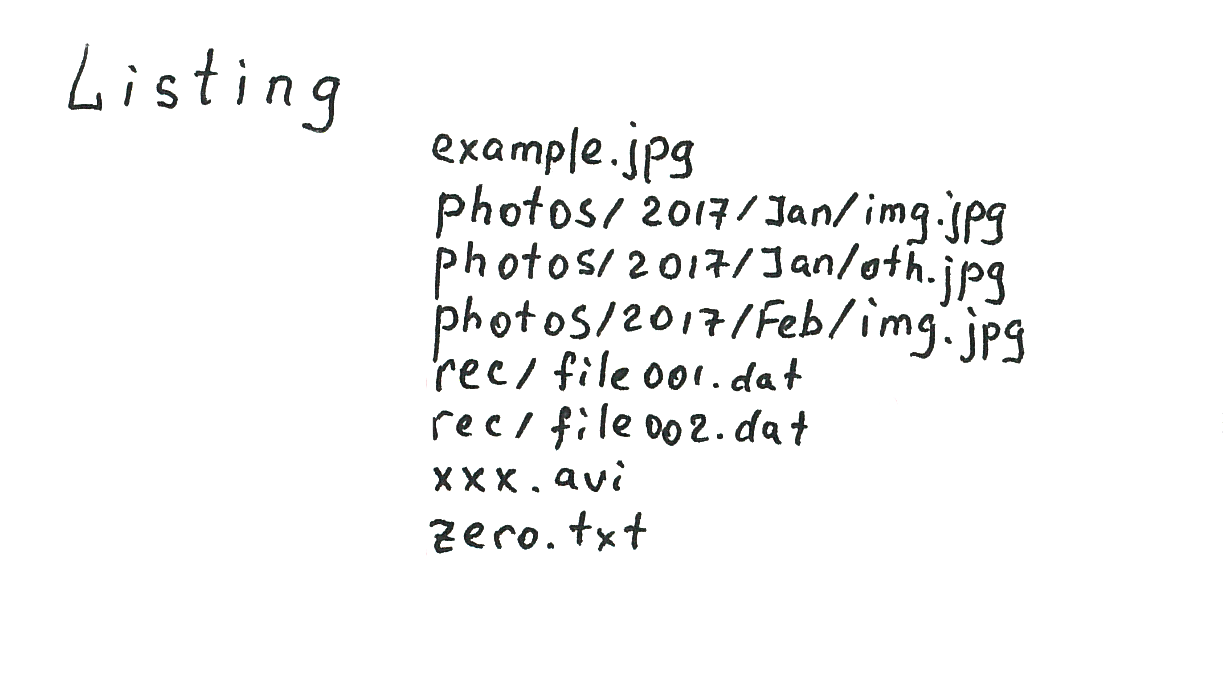 Listing
example.jpg
photos/2017/Jan/img.jpg
photos/2017/Jan/oth.jpg
photos/2017/Feb/img.jpg
rec/file001.dat
rec/file002.dat
xxx.avi
zero.txt